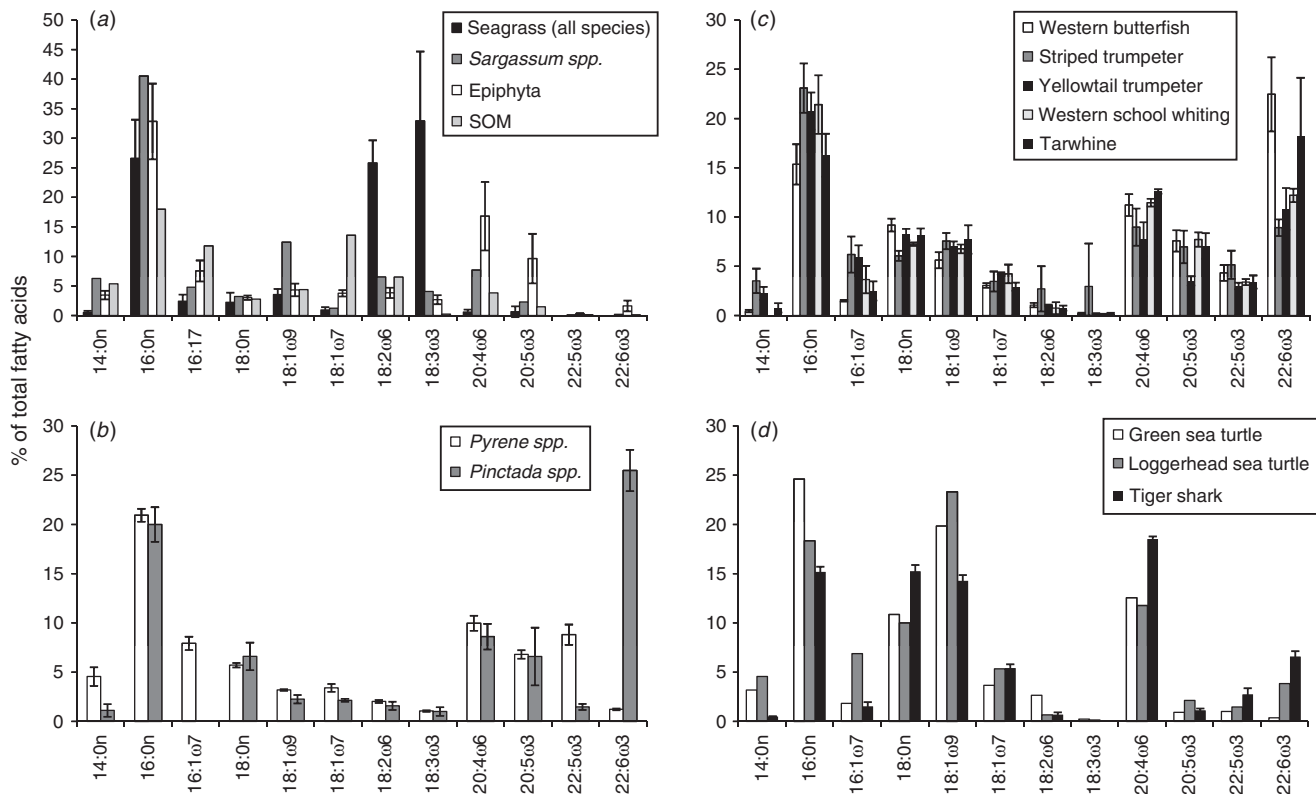 % of total fatty acids
(a)
Seagrass (all species)
Sargassum spp.
Epiphyta
SOM
50
45
40
35
30
25
20
15
10
5
0
14:0n
16:0n
16:17
18:0n
18:1ω9
18:1ω7
18:2ω6
18:3ω3
20:4ω6
20:5ω3
22:5ω3
22:6ω3
(c)
Western butterfish
Striped trumpeter
Yellowtail trumpeter
Western school whiting
Tarwhine
30
25
20
15
10
5
0
14:0n
16:0n
16:1ω7
18:0n
18:1ω9
18:1ω7
18:2ω6
18:3ω3
20:4ω6
20:5ω3
22:5ω3
22:6ω3
(b)
Pyrene spp.
Pinctada spp.
30
25
20
15
10
5
0
14:0n
16:0n
16:1ω7
18:0n
18:1ω9
18:1ω7
18:2ω6
18:3ω3
20:4ω6
20:5ω3
22:5ω3
22:6ω3
(d)
Green sea turtle
Loggerhead sea turtle
Tiger shark
30
25
20
15
10
5
0
14:0n
16:0n
16:1ω7
18:0n
18:1ω9
18:1ω7
18:2ω6
18:3ω3
20:4ω6
20:5ω3
22:5ω3
22:6ω3